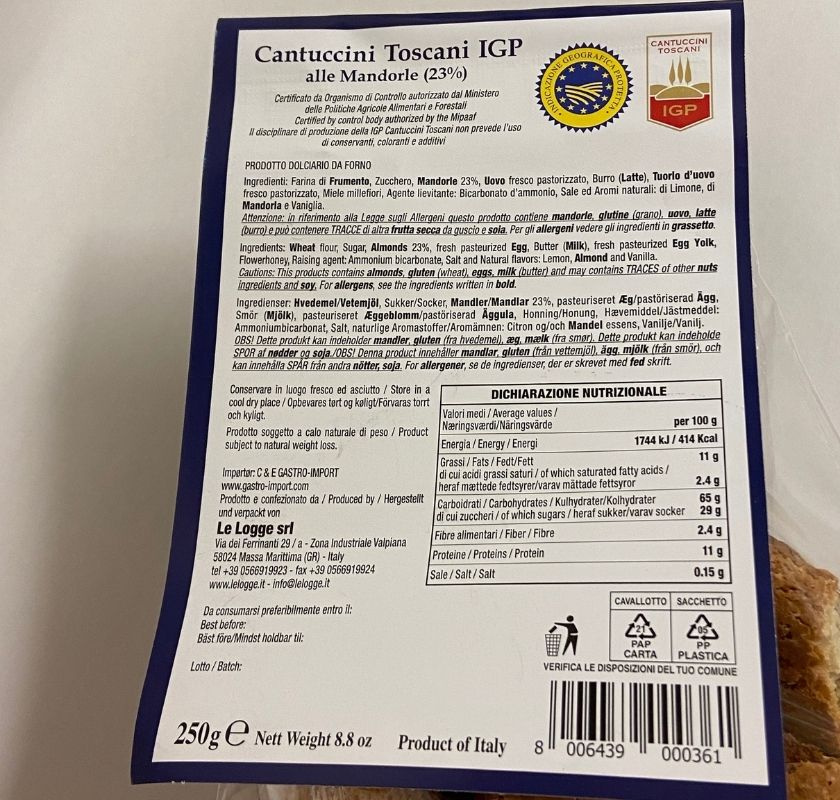 Cantuccini Toscani IGP
alle Mandorle (23%)
Certificato da Organismo di Controllo autorizzato dal Ministero
delle Politiche Agricole Alimentari e Forestali
Certified by control body authorized by the Mipaaf
Il disciplinare di produzione della IGP Cantuccini Toscani non prevede l'uso
di conservanti, coloranti e additivi
INDICAZIONE GEOGRAFICA PROTETTA
CANTUCCINI
TOSCANI
IGP
PRODOTTO DOLCIARIO DA FORNO
Ingredienti: Farina di Frumento, Zucchero, Mandorle 23%, Uovo fresco pastorizzato, Burro (Latte), Tuorlo d'uovo
fresco pastorizzato, Miele millefiori, Agente lievitante: Bicarbonato d'ammonio, Sale ed Aromi naturali: di Limone, di
Mandorla e Vaniglia.
Attenzione: in riferimento alla Legge sugli Allergeni questo prodotto contiene mandorle, glutine (grano), uovo, latte
(burro) e può contenere TRACCE di altra frutta secca da guscio e soia. Per gli allergeni vedere gli ingredienti in grassetto.
Ingredients: Wheat flour, Sugar, Almonds 23%, fresh pasteurized Egg, Butter (Milk), fresh pasteurized Egg Yolk,
Flowerhoney, Raising agent: Ammonium bicarbonate, Salt and Natural flavors: Lemon, Almond and Vanilla.
Cautions: This products contains almonds, gluten (wheat), eggs, milk (butter) and may contains TRACES of other nuts
ingredients and soy. For allergens, see the ingredients written in bold.
Ingredienser: Hvedemel/Vetemjöl, Sukker/Socker, Mandler/Mandlar 23%, pasteuriseret Æg/pastöriserad Ägg,
Smör (Mjölk), pasteuriseret Æggeblomm/pastöriserad Äggula, Honning/Honung, Hævemiddel/Jästmeddel:
Ammoniumbicarbonat, Salt, naturlige Aromastoffer/Aromämnen: Citron og/och Mandel essens, Vanilje/Vanilj.
OBS! Dette produkt kan indeholder mandler, gluten (fra hvedemel), æg, mælk (fra smør). Dette produkt kan indeholde
SPOR af nødder og soja./OBS! Denna product innehåller mandlar, gluten (från vettemjöl), ägg, mjölk (från smör), och
kan innehålla SPÅR från andra nötter, soja. For allergener, se de ingredienser, der er skrevet med fed skrift.
Conservare in luogo fresco ed asciutto / Store in a
cool dry place / Opbevares tørt og køligt/Förvaras torrt
och kyligt.
Prodotto soggetto a calo naturale di peso / Product
subject to natural weight loss.
Importør: C & E GASTRO-IMPORT
www.gastro-import.com
Prodotto e confezionato da / Produced by / Hergestellt
und verpackt von
Le Logge srl
Via dei Ferrinanti 29 / a - Zona Industriale Valpiana
58024 Massa Marittima (GR) - Italy
tel +39 0566919923 - fax +39 0566919924
www.lelogge.it - info@lelogge.it
DICHIARAZIONE NUTRIZIONALE
Valori medi / Average values /
Næringsværdi/Näringsvärde per 100 g
Energia / Energy / Energi 1744 kJ / 414 Kcal
Grassi / Fats / Fedt/Fett 11 g
di cui acidi grassi saturi / of which saturated fatty acids /
heraf mættede fedtsyrer/varav mättade fettsyror 2.4 g
Carboidrati / Carbohydrates / Kulhydrater/Kolhydrater 65 g
di cui zuccheri / of which sugars / heraf sukker/varav socker 29 g
Fibre alimentari / Fiber / Fibre 2.4 g
Proteine / Proteins / Protein 11 g
Sale / Salt / Salt 0.15 g
Da consumarsi preferibilmente entro il:
Best before:
Bäst före/Mindst holdbar til:
Lotto / Batch:
CAVALLOTTO SACCHETTO
21 05
PAP PP
CARTA PLASTICA
VERIFICA LE DISPOSIZIONI DEL TUO COMUNE
250g e Nett Weight 8.8 oz Product of Italy
8 006439 000361